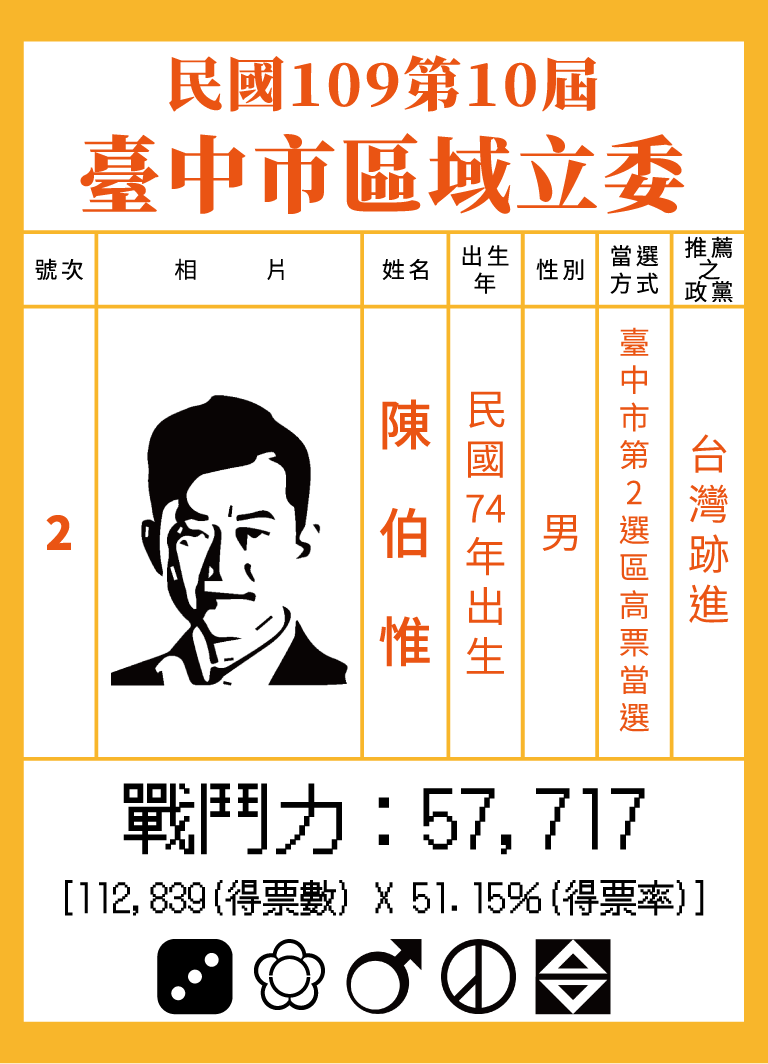 民國109第10屆
臺中市區域立委
號次
相片
姓名
出生年
性別
當選方式
推薦之政黨
2
陳伯惟
民國74年出生
男
臺中市第2選區高票當選
台灣跡進
戰鬥力：57,717
[112,839(得票數) X 51.15%(得票率)]